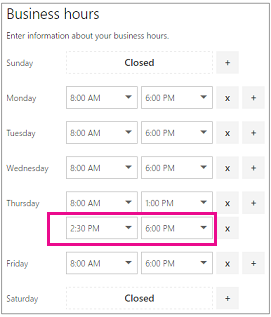 Business hours
Enter information about your business hours.
Sunday Closed +
Monday 8:00 AM 6:00 PM x +
Tuesday 8:00 AM 6:00 PM x +
Wednesday 8:00 AM 6:00 PM x +
Thursday 8:00 AM 1:00 PM x +
2:30 PM 6:00 PM x
Friday 8:00 AM 6:00 PM x +
Saturday Closed +